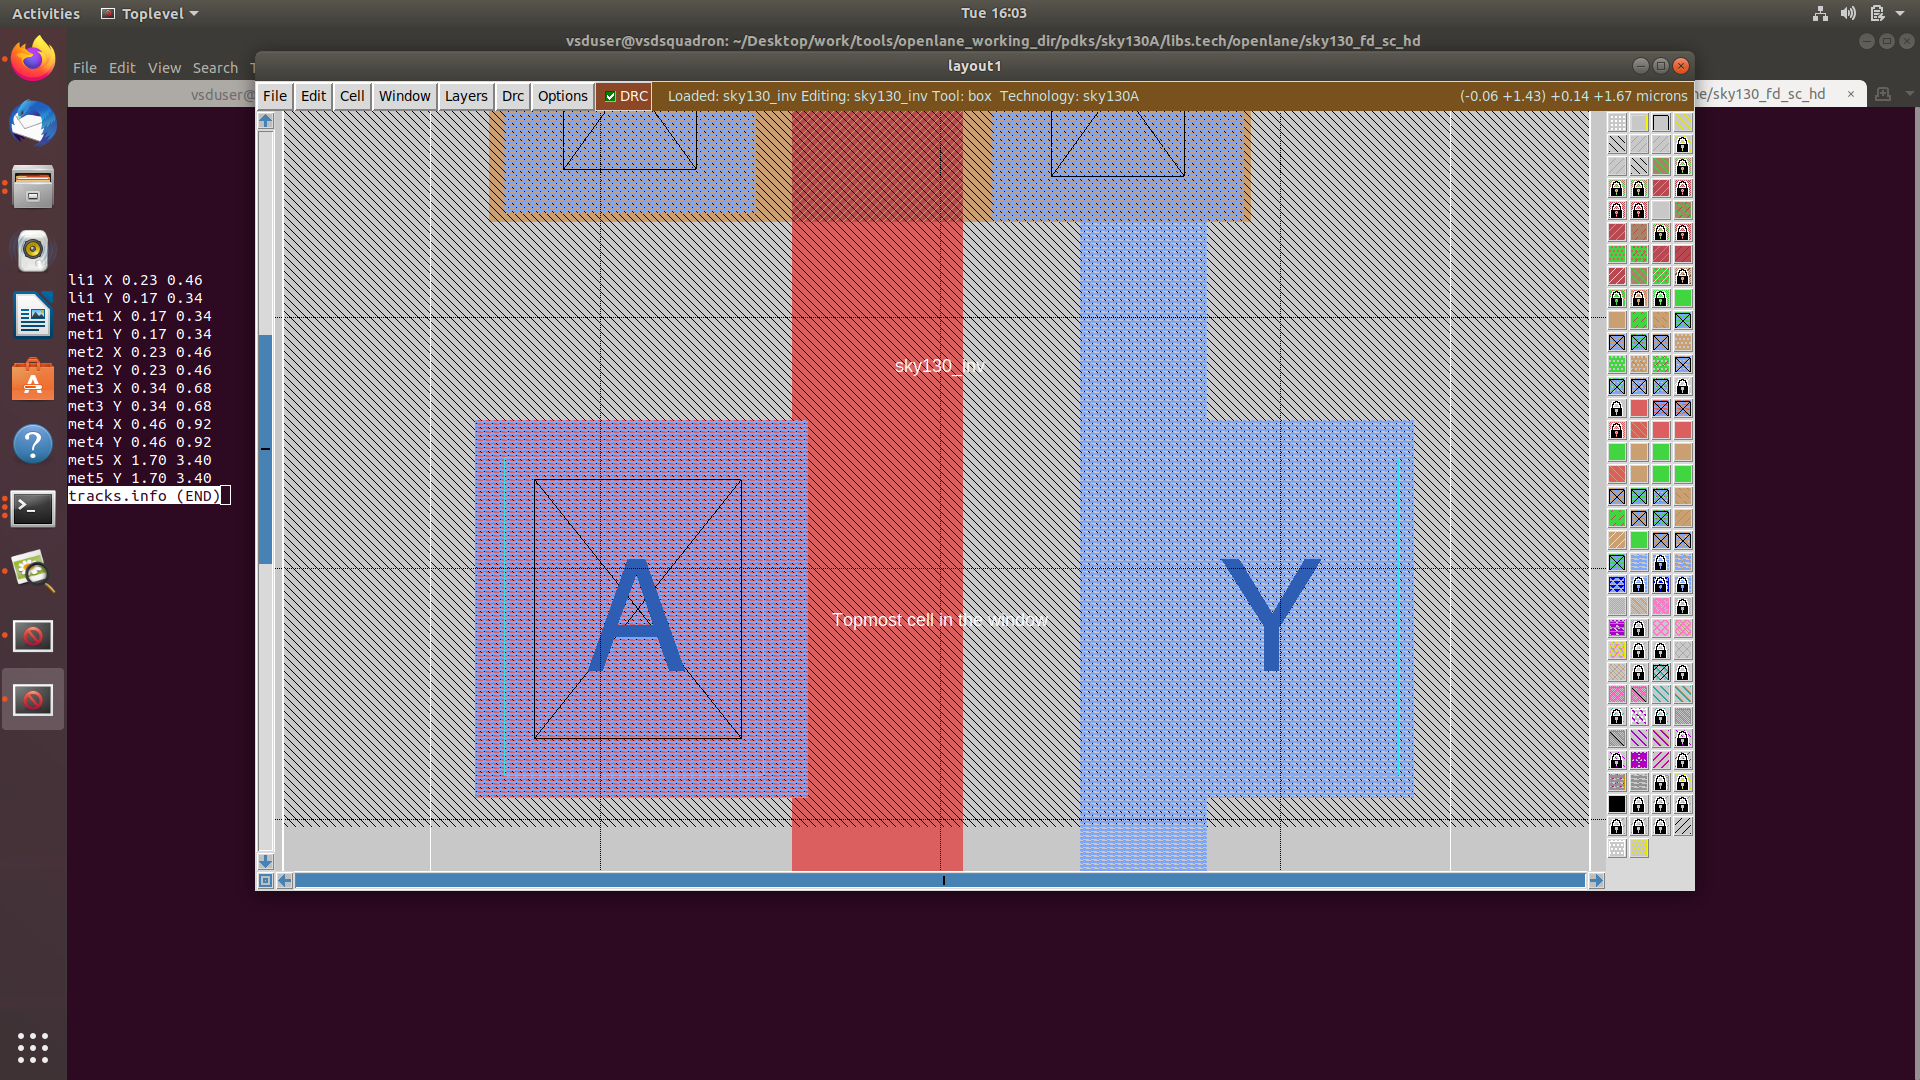 Activities Toplevel Tue 16:03
vsduser@vsdsquadron: ~/Desktop/work/tools/openlane_working_dir/pdks/sky130A/libs.tech/openlane/sky130_fd_sc_hd
layout1
File Edit View Search
vsduser@
e/sky130_fd_sc_hd ×
File Edit Cell Window Layers Drc Options DRC Loaded: sky130_inv Editing: sky130_inv Tool: box Technology: sky130A (-0.06 +1.43) +0.14 +1.67 microns
li1 X 0.23 0.46
li1 Y 0.17 0.34
met1 X 0.17 0.34
met1 Y 0.17 0.34
met2 X 0.23 0.46
met2 Y 0.23 0.46
met3 X 0.34 0.68
met3 Y 0.34 0.68
met4 X 0.46 0.92
met4 Y 0.46 0.92
met5 X 1.70 3.40
met5 Y 1.70 3.40
tracks.info (END)
sky130_inv
A
Y
Topmost cell in the window